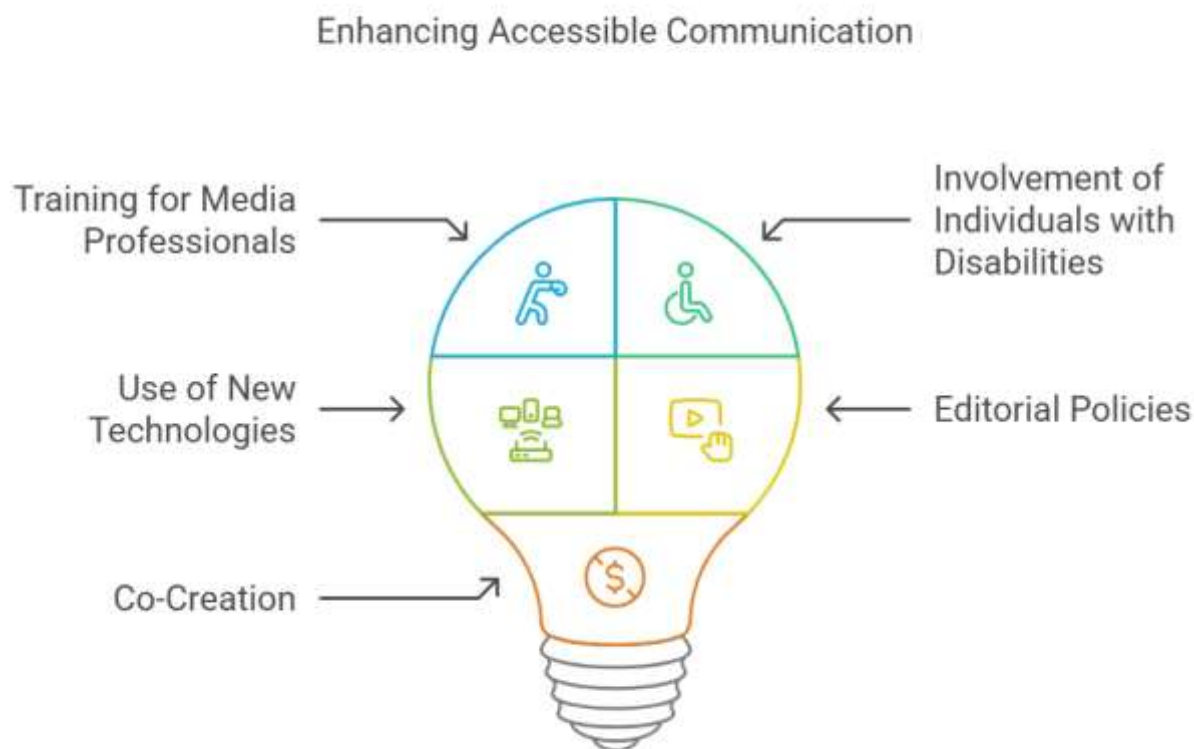 Enhancing Accessible Communication
Training for Media
Professionals
Involvement of
Individuals with
Disabilities
Use of New
Technologies
Editorial Policies
Co-Creation
$